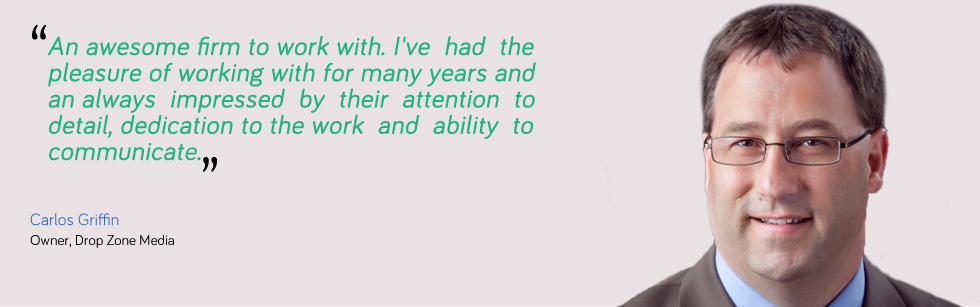 “An awesome firm to work with. I've had the
pleasure of working with for many years and
an always impressed by their attention to
detail, dedication to the work and ability to
communicate.”
Carlos Griffin
Owner, Drop Zone Media